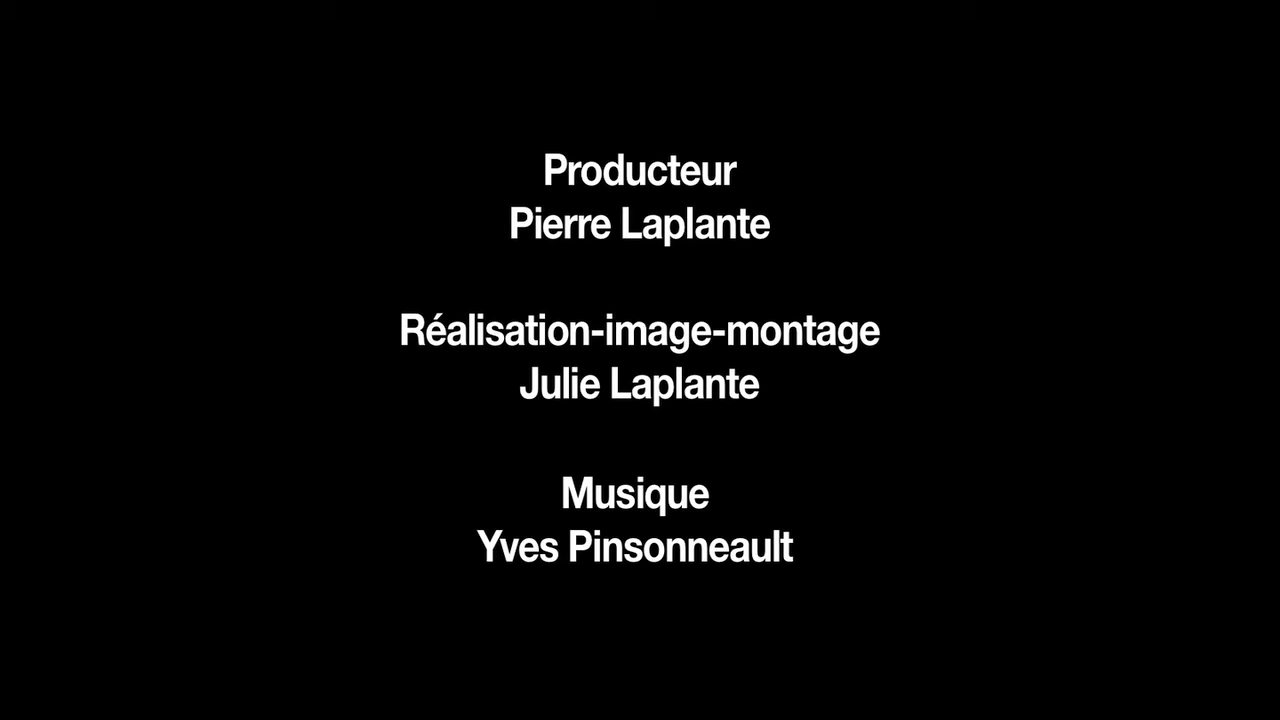 Producteur
Pierre Laplante
Réalisation-image-montage
Julie Laplante
Musique
Yves Pinsonneault